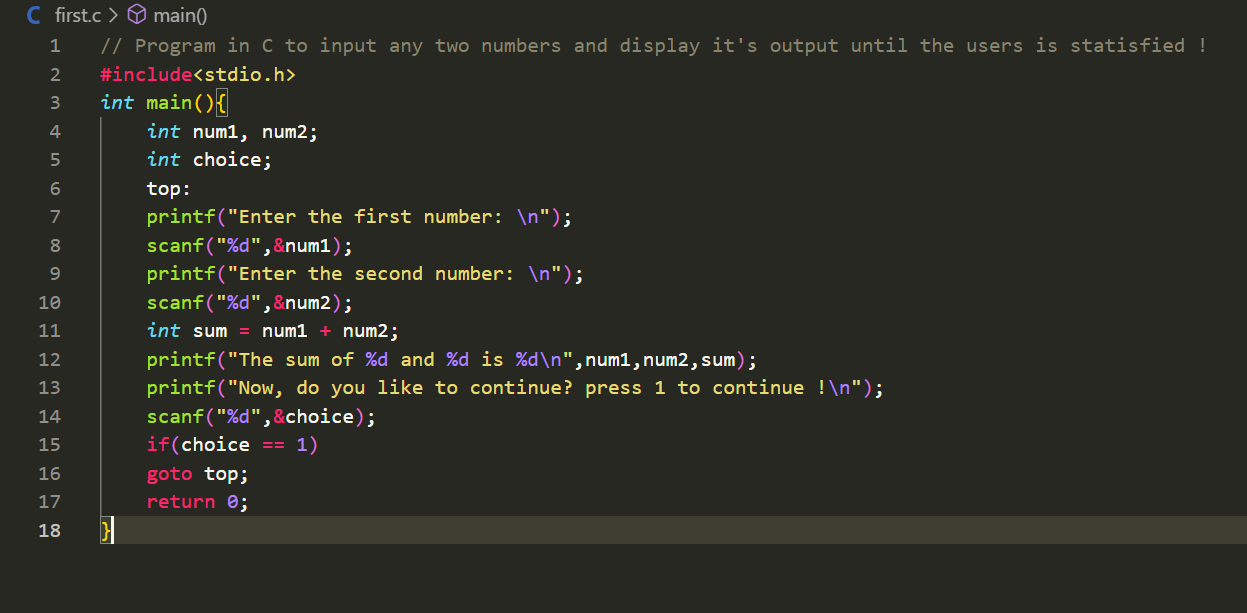 C first.c > main()
1 // Program in C to input any two numbers and display it's output until the users is statisfied !
2 #include<stdio.h>
3 int main(){
4 int num1, num2;
5 int choice;
6 top:
7 printf("Enter the first number: \n");
8 scanf("%d",&num1);
9 printf("Enter the second number: \n");
10 scanf("%d",&num2);
11 int sum = num1 + num2;
12 printf("The sum of %d and %d is %d\n",num1,num2,sum);
13 printf("Now, do you like to continue? press 1 to continue !\n");
14 scanf("%d",&choice);
15 if(choice == 1)
16 goto top;
17 return 0;
18 }